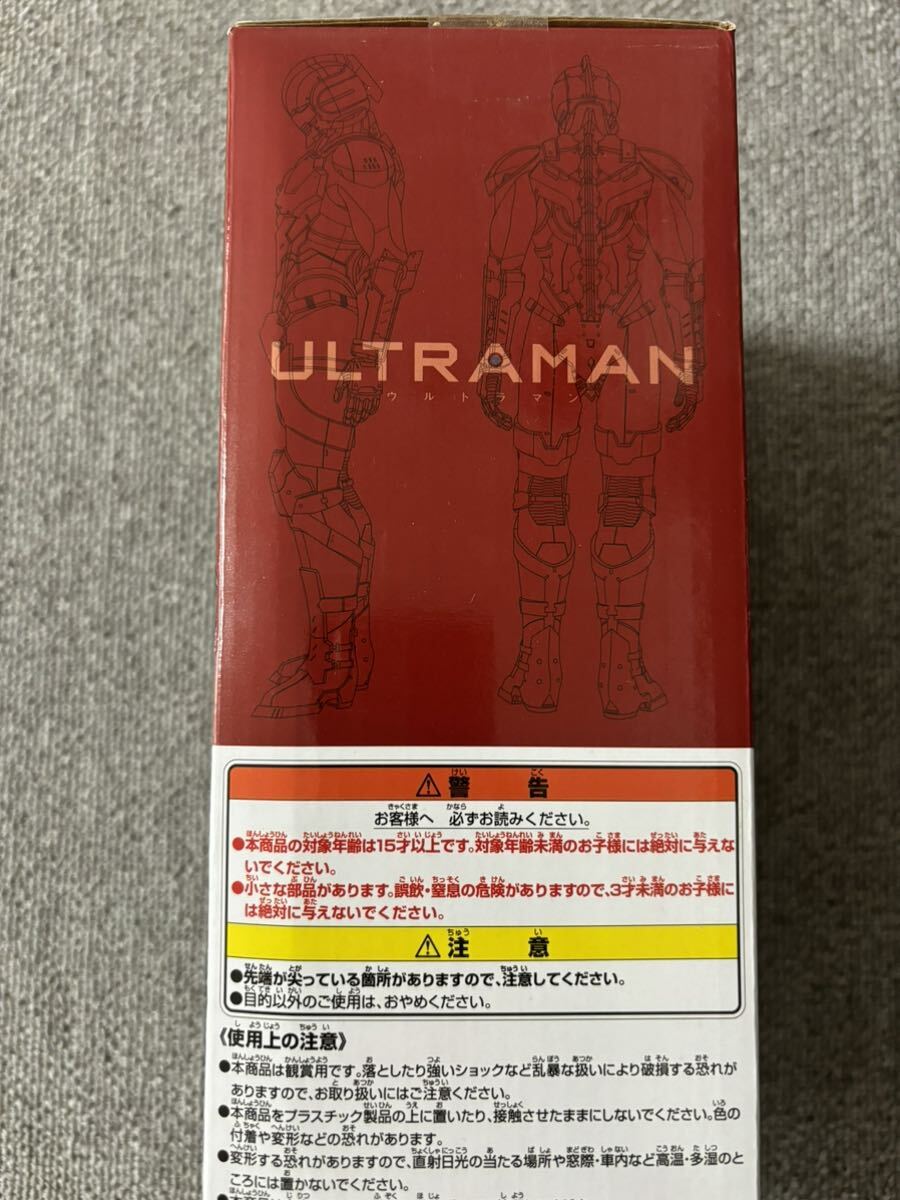 ULTRAMAN
ウルトラマン
⚠警告
お客様へ 必ずお読みください。
●本商品の対象年齢は15才以上です。対象年齢未満のお子様には絶対に与えな
いでください。
●小さな部品があります。誤飲・窒息の危険がありますので、3才未満のお子様に
は絶対に与えないでください。
⚠注意
●先端が尖っている箇所がありますので、注意してください。
●目的以外のご使用は、おやめください。
《使用上の注意》
●本商品は観賞用です。落としたり強いショックなど乱暴な扱いにより破損する恐れが
ありますので、お取り扱いにはご注意ください。
●本商品をプラスチック製品の上に置いたり、接触させたままにしないでください。色の
付着や変形などの恐れがあります。
●変形する恐れがありますので、直射日光の当たる場所や窓際・車内など高温・多湿のと
ころには置かないでください。